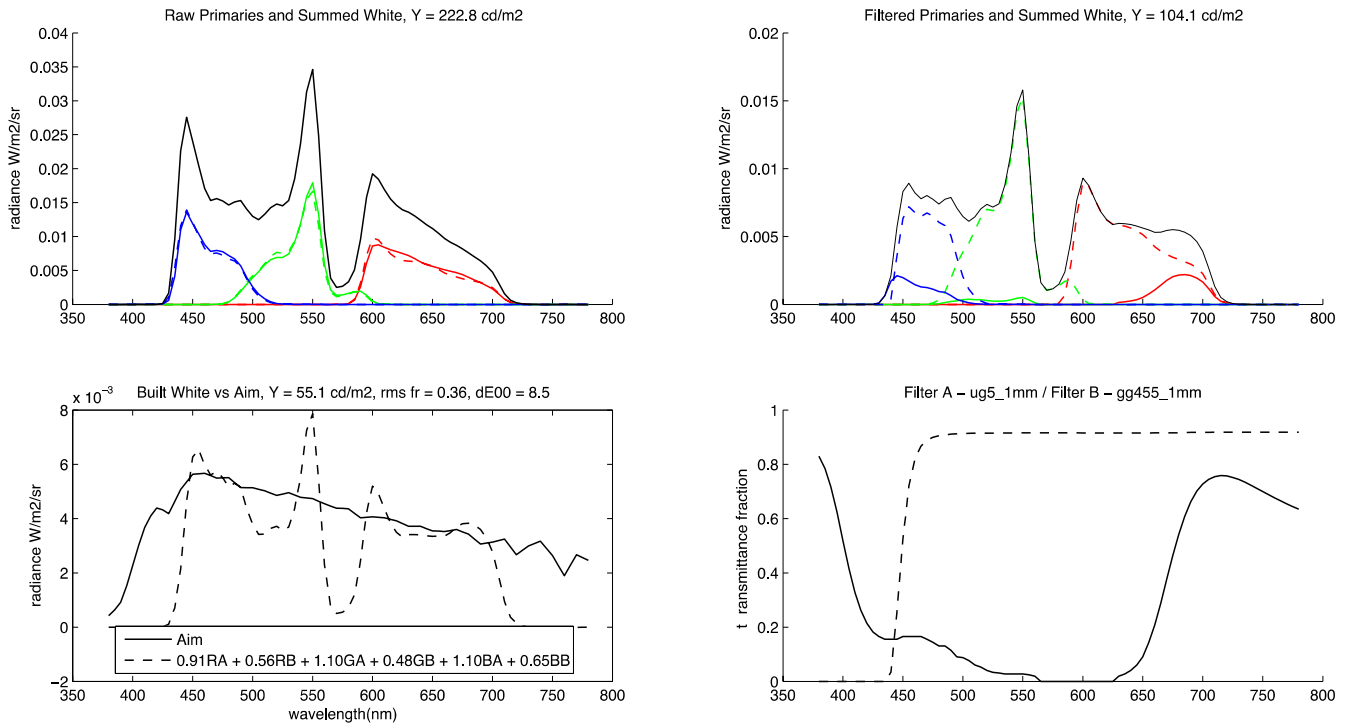 Raw Primaries and Summed White, Y = 222.8 cd/m2
radiance W/m2/sr
0.04
0.035
0.03
0.025
0.02
0.015
0.01
0.005
0
350 400 450 500 550 600 650 700 750 800
Filtered Primaries and Summed White, Y = 104.1 cd/m2
radiance W/m2/sr
0.02
0.015
0.01
0.005
0
350 400 450 500 550 600 650 700 750 800
Built White vs Aim, Y = 55.1 cd/m2, rms fr = 0.36, dE00 = 8.5
x 10⁻³
radiance W/m2/sr
8
6
4
2
0
−2
Aim
0.91RA + 0.56RB + 1.10GA + 0.48GB + 1.10BA + 0.65BB
350 400 450 500 550 600 650 700 750 800
wavelength(nm)
Filter A − ug5_1mm / Filter B − gg455_1mm
t transmittance fraction
1
0.8
0.6
0.4
0.2
0
350 400 450 500 550 600 650 700 750 800